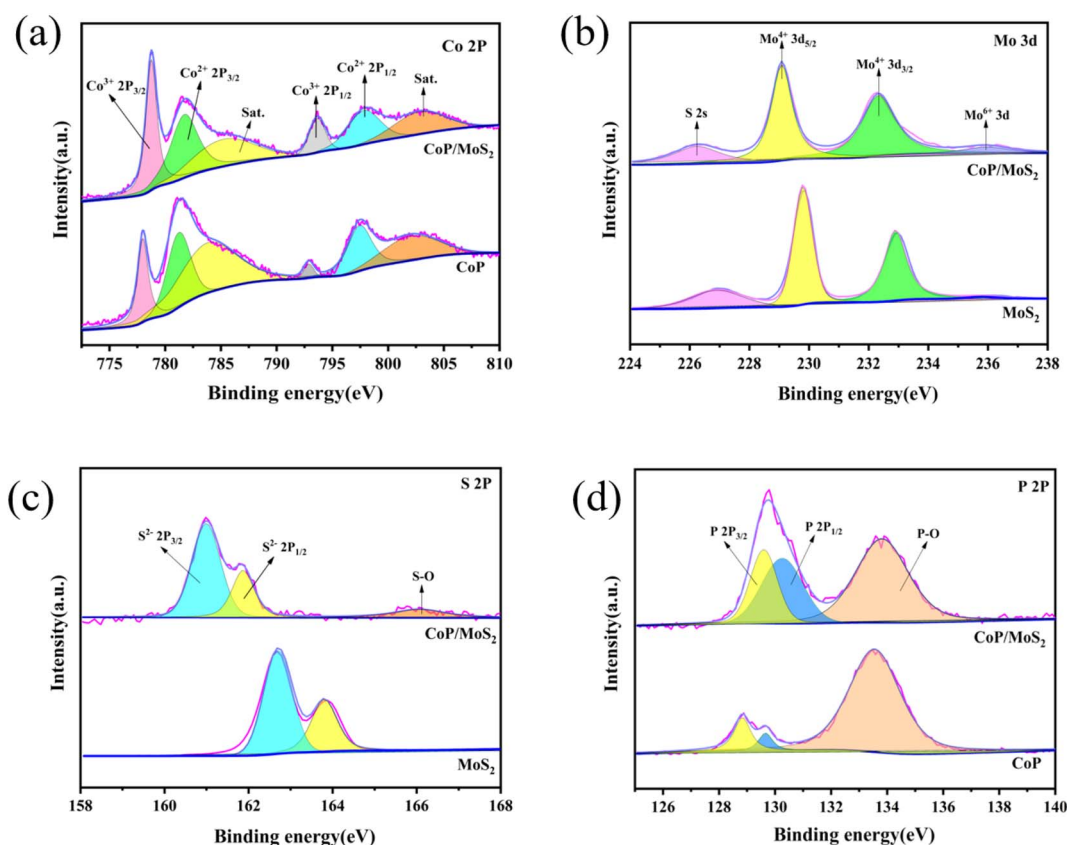 (a)
Co 2P
Co³⁺ 2P₃/₂
Co²⁺ 2P₃/₂
Sat.
Co³⁺ 2P₁/₂
Co²⁺ 2P₁/₂
Sat.
CoP/MoS₂
CoP
Intensity(a.u.)
775 780 785 790 795 800 805 810
Binding energy(eV)
(b)
Mo 3d
S 2s
Mo⁴⁺ 3d₅/₂
Mo⁴⁺ 3d₃/₂
Mo⁶⁺ 3d
CoP/MoS₂
MoS₂
Intensity(a.u.)
224 226 228 230 232 234 236 238
Binding energy(eV)
(c)
S 2P
S²⁻ 2P₃/₂
S²⁻ 2P₁/₂
S-O
CoP/MoS₂
MoS₂
Intensity(a.u.)
158 160 162 164 166 168
Binding energy(eV)
(d)
P 2P
P 2P₃/₂
P 2P₁/₂
P-O
CoP/MoS₂
CoP
Intensity(a.u.)
126 128 130 132 134 136 138 140
Binding energy(eV)